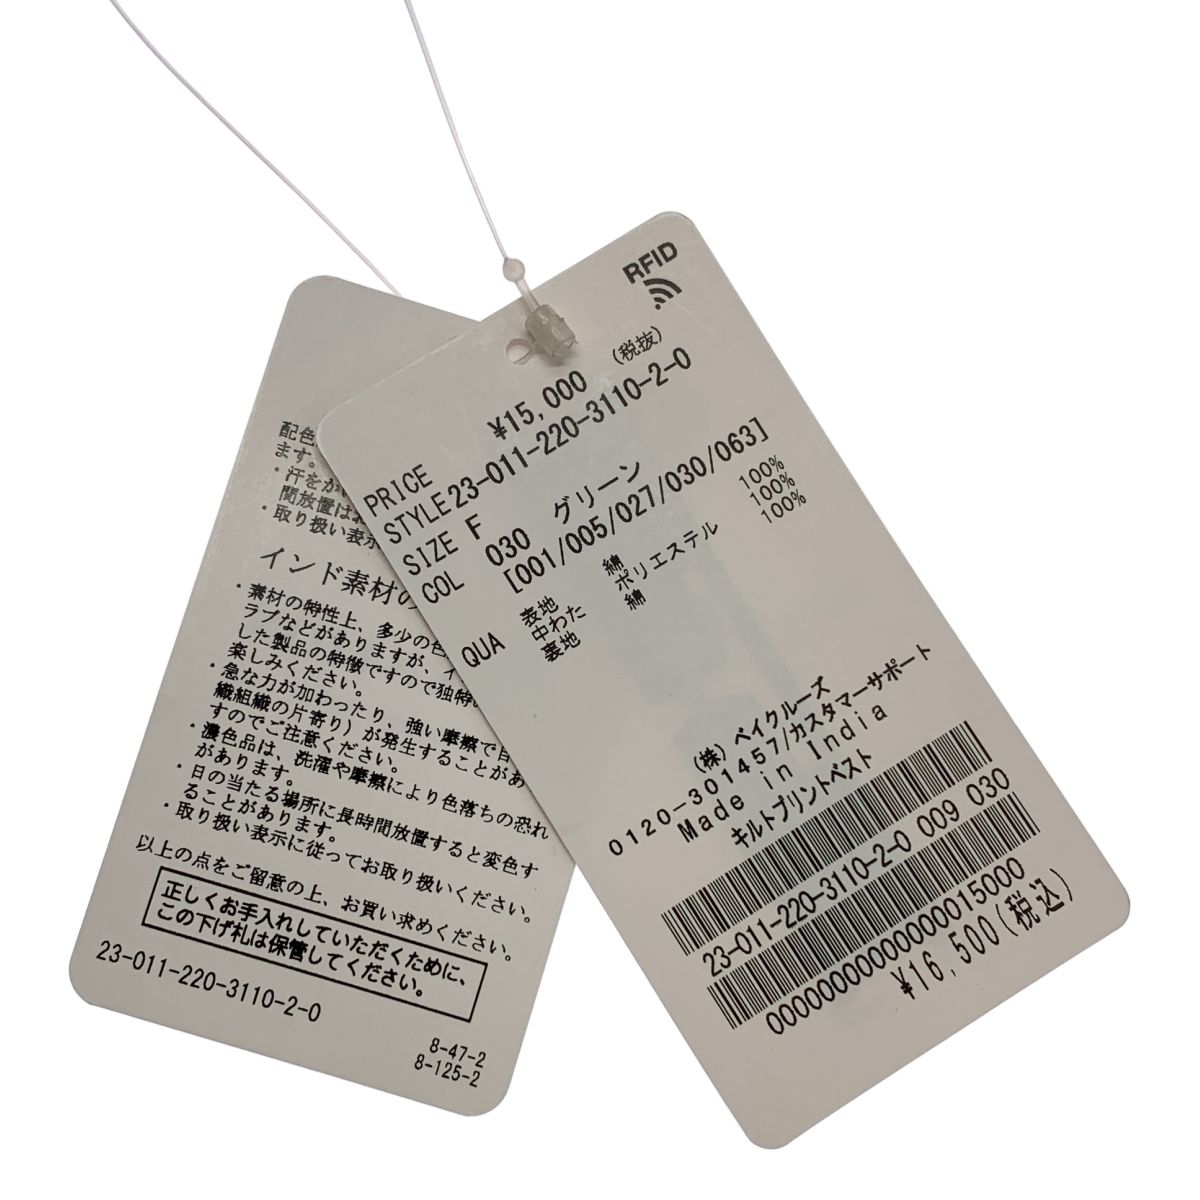 RFID
PRICE ¥15,000 (税抜)
STYLE 23-011-220-3110-2-0
SIZE F
COL 030 グリーン
[001/005/027/030/063]
QUA 表地 綿 100%
中わた ポリエステル 100%
裏地 綿 100%
(株) ベイクルーズ
0120-301457/カスタマーサポート
Made in India
キルトプリントベスト
23-011-220-3110-2-0 009 030
¥16,500(税込)
配色
ます。
・汗をか
間放置は
・取り扱い表示
インド素材の
・素材の特性上、多少の色
ラブなどがありますが、
した製品の特徴ですので独特
楽しみください。
・急な力が加わったり、強い摩擦で
織組織の片寄り)が発生することがあ
すのでご注意ください。
・濃色品は、洗濯や摩擦により色落ちの恐れ
があります。
・日の当たる場所に長時間放置すると変色す
ることがあります。
・取り扱い表示に従ってお取り扱いください。
以上の点をご留意の上、お買い求めください。
正しくお手入れしていただくために、
この下げ札は保管してください。
23-011-220-3110-2-0
8-47-2
8-125-2